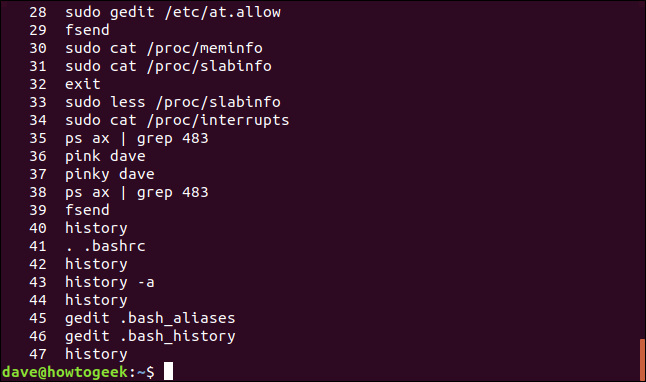 28  sudo gedit /etc/at.allow
29  fsend
30  sudo cat /proc/meminfo
31  sudo cat /proc/slabinfo
32  exit
33  sudo less /proc/slabinfo
34  sudo cat /proc/interrupts
35  ps ax | grep 483
36  pink dave
37  pinky dave
38  ps ax | grep 483
39  fsend
40  history
41  . .bashrc
42  history
43  history -a
44  history
45  gedit .bash_aliases
46  gedit .bash_history
47  history
dave@howtogeek:~$